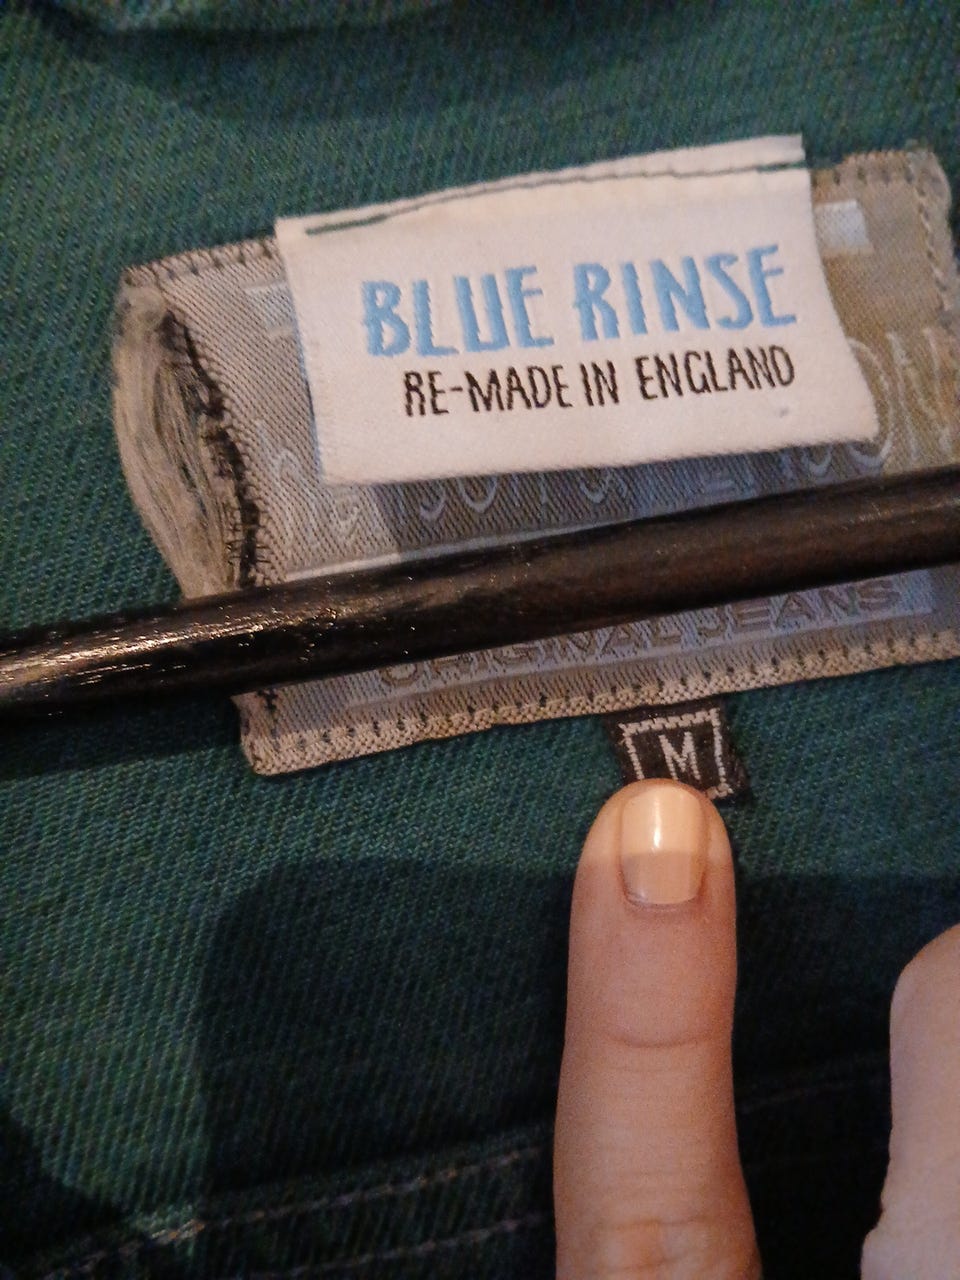 BLUE RINSE
RE-MADE IN ENGLAND
ORIGINAL JEANS
M